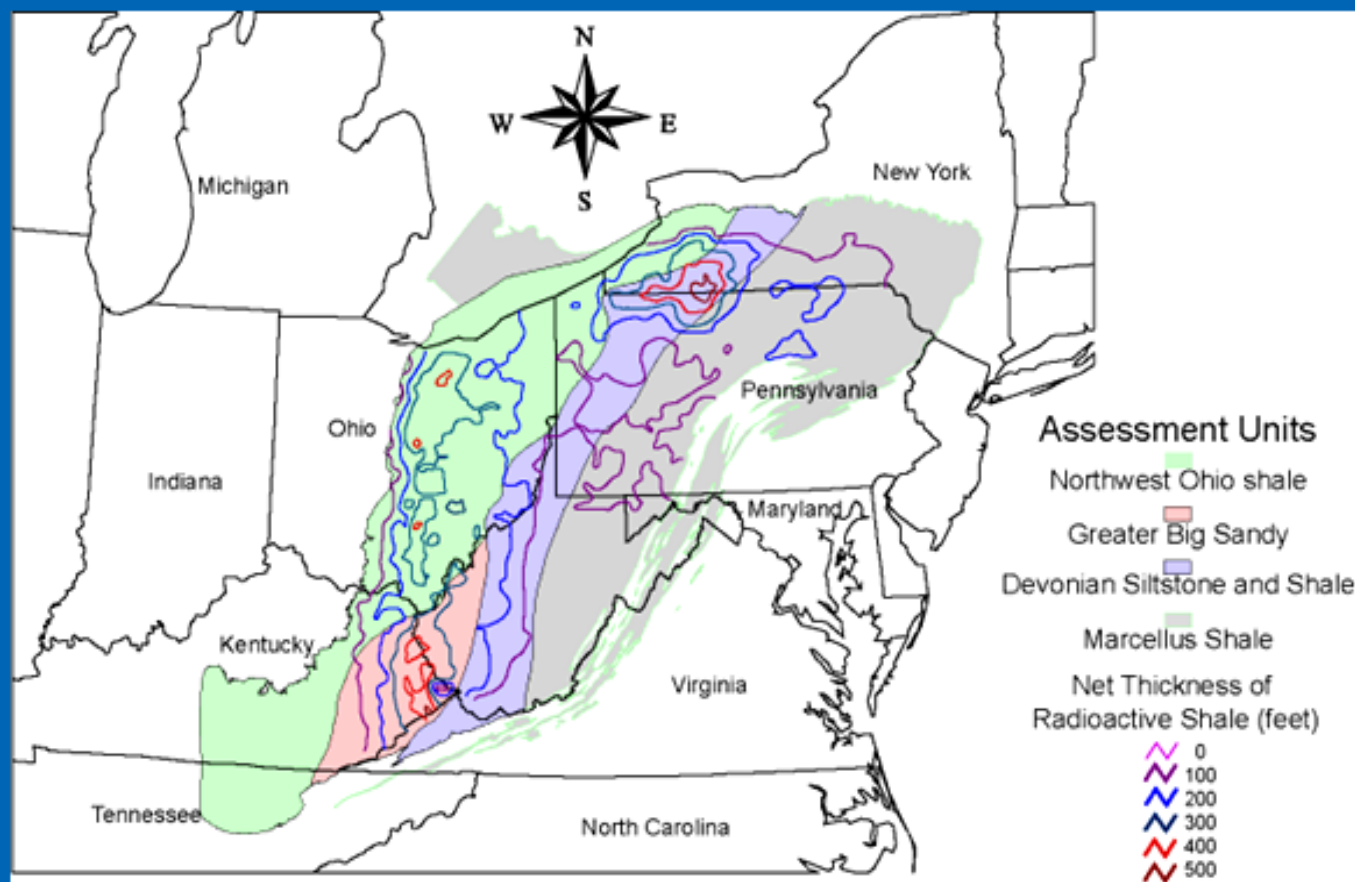 N
W
E
S
Michigan
New York
Pennsylvania
Ohio
Indiana
Maryland
Kentucky
Virginia
Tennessee
North Carolina
Assessment Units
Northwest Ohio shale
Greater Big Sandy
Devonian Siltstone and Shale
Marcellus Shale
Net Thickness of
Radioactive Shale (feet)
0
100
200
300
400
500